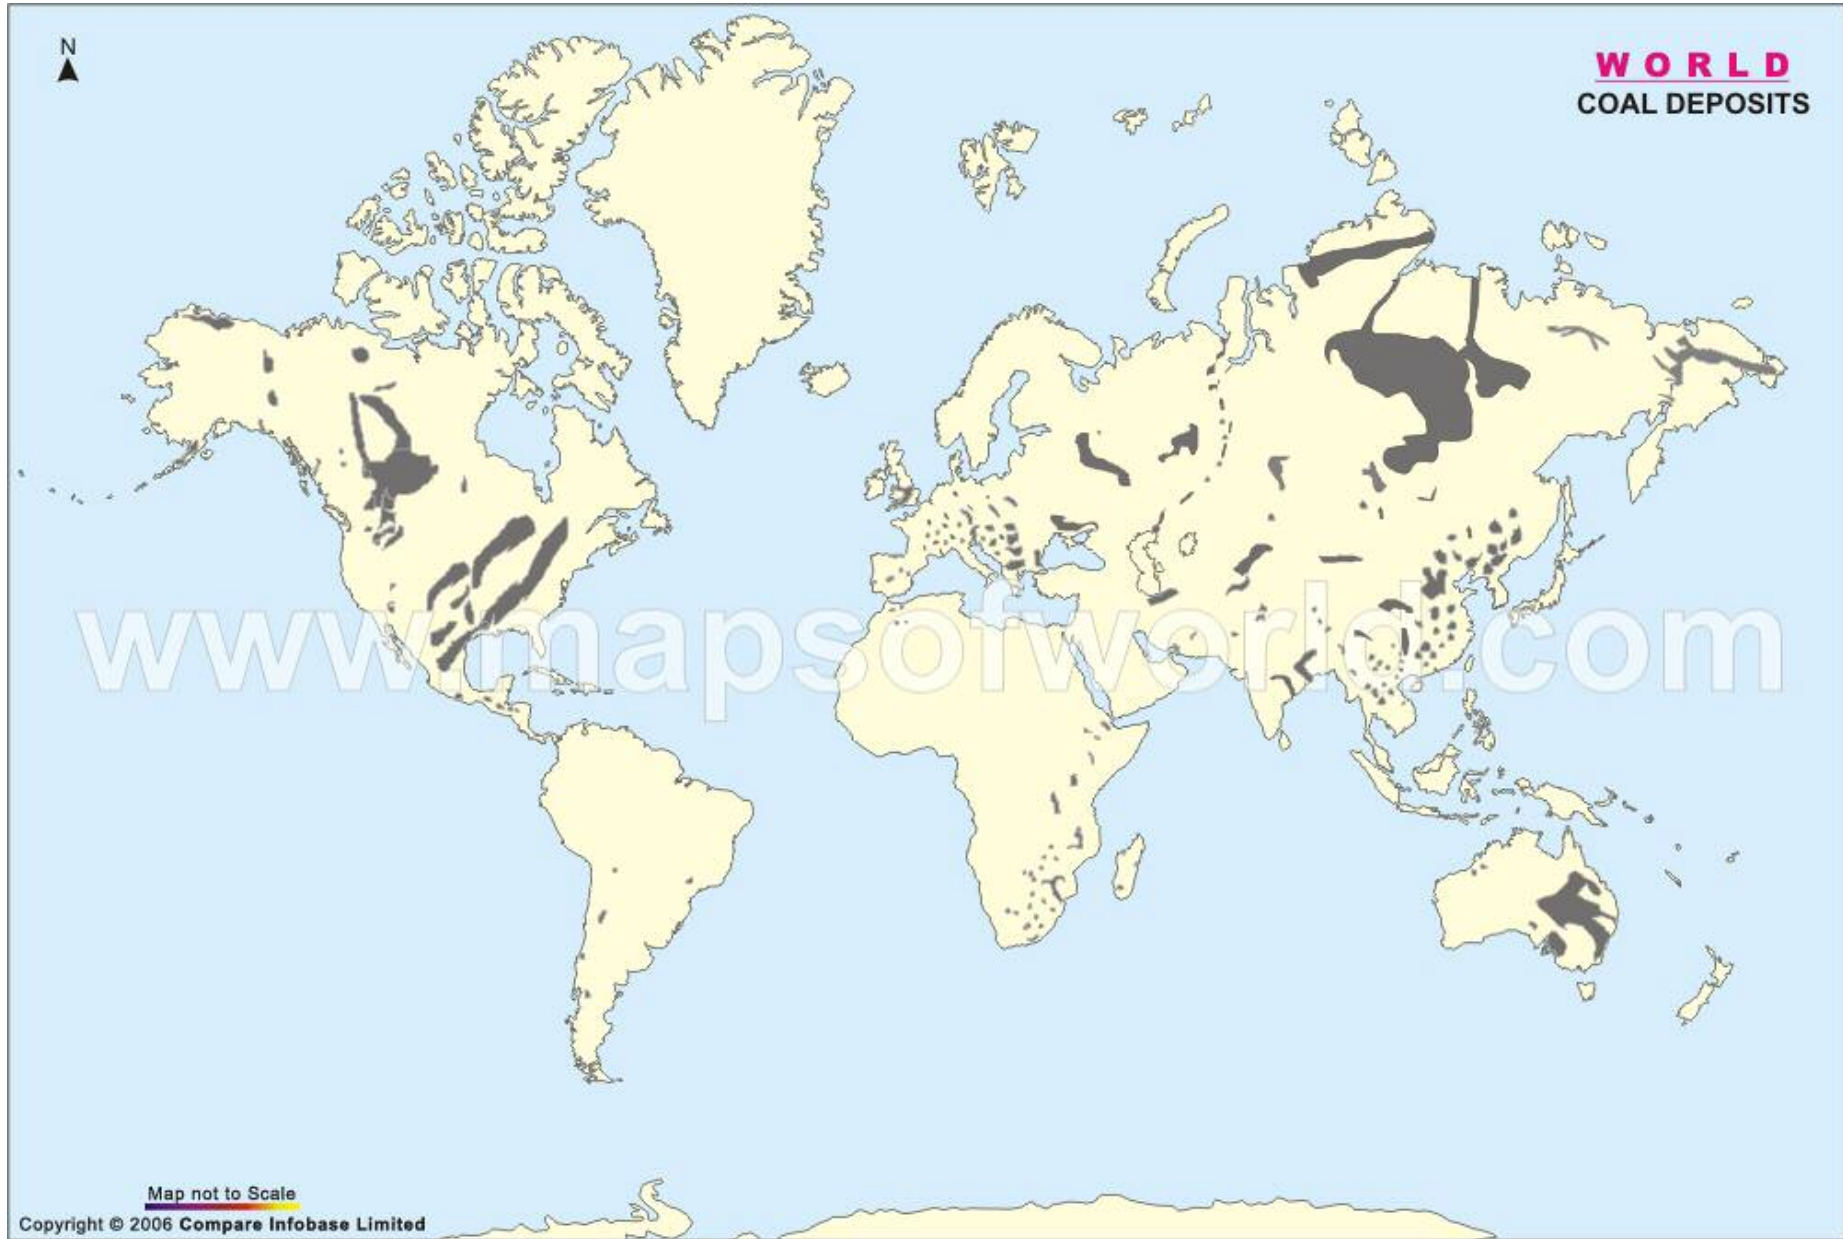 N
WORLD
COAL DEPOSITS
www.mapsofworld.com
Map not to Scale
Copyright © 2006 Compare Infobase Limited